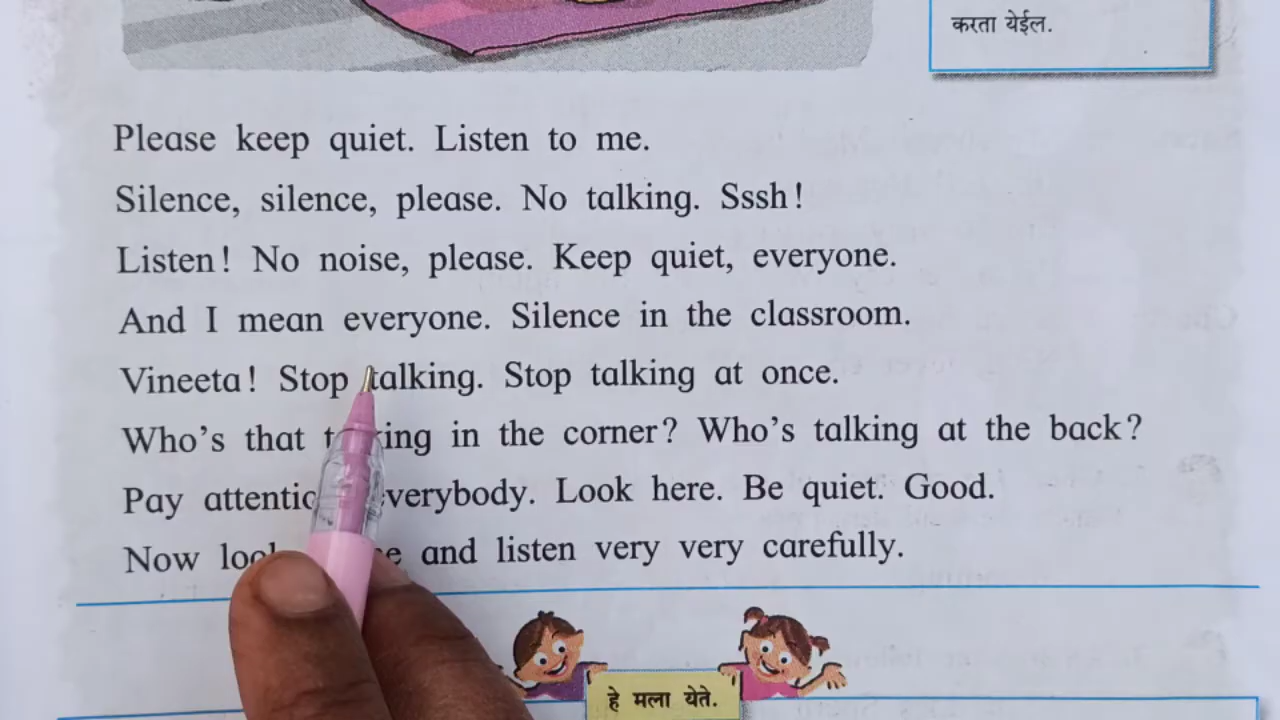 करता येईल.
Please keep quiet. Listen to me.
Silence, silence, please. No talking. Sssh!
Listen! No noise, please. Keep quiet, everyone.
And I mean everyone. Silence in the classroom.
Vineeta! Stop talking. Stop talking at once.
Who's that in the corner? Who's talking at the back?
Pay everybody. Look here. Be quiet. Good.
Now and listen very very carefully.
हे मला येते.